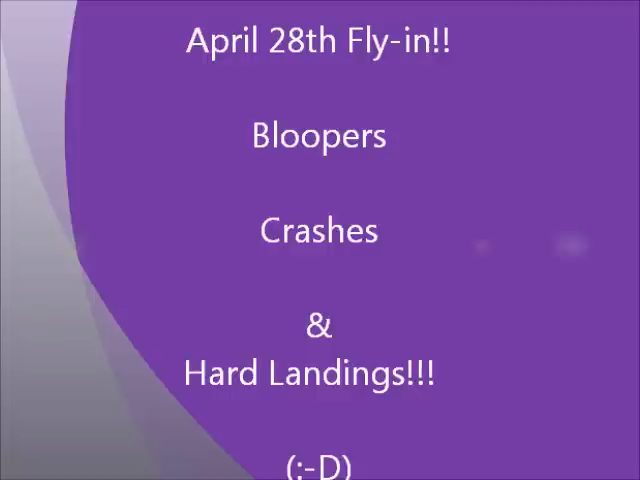 April 28th Fly-in!!
Bloopers
Crashes
&
Hard Landings!!!
(:-D)